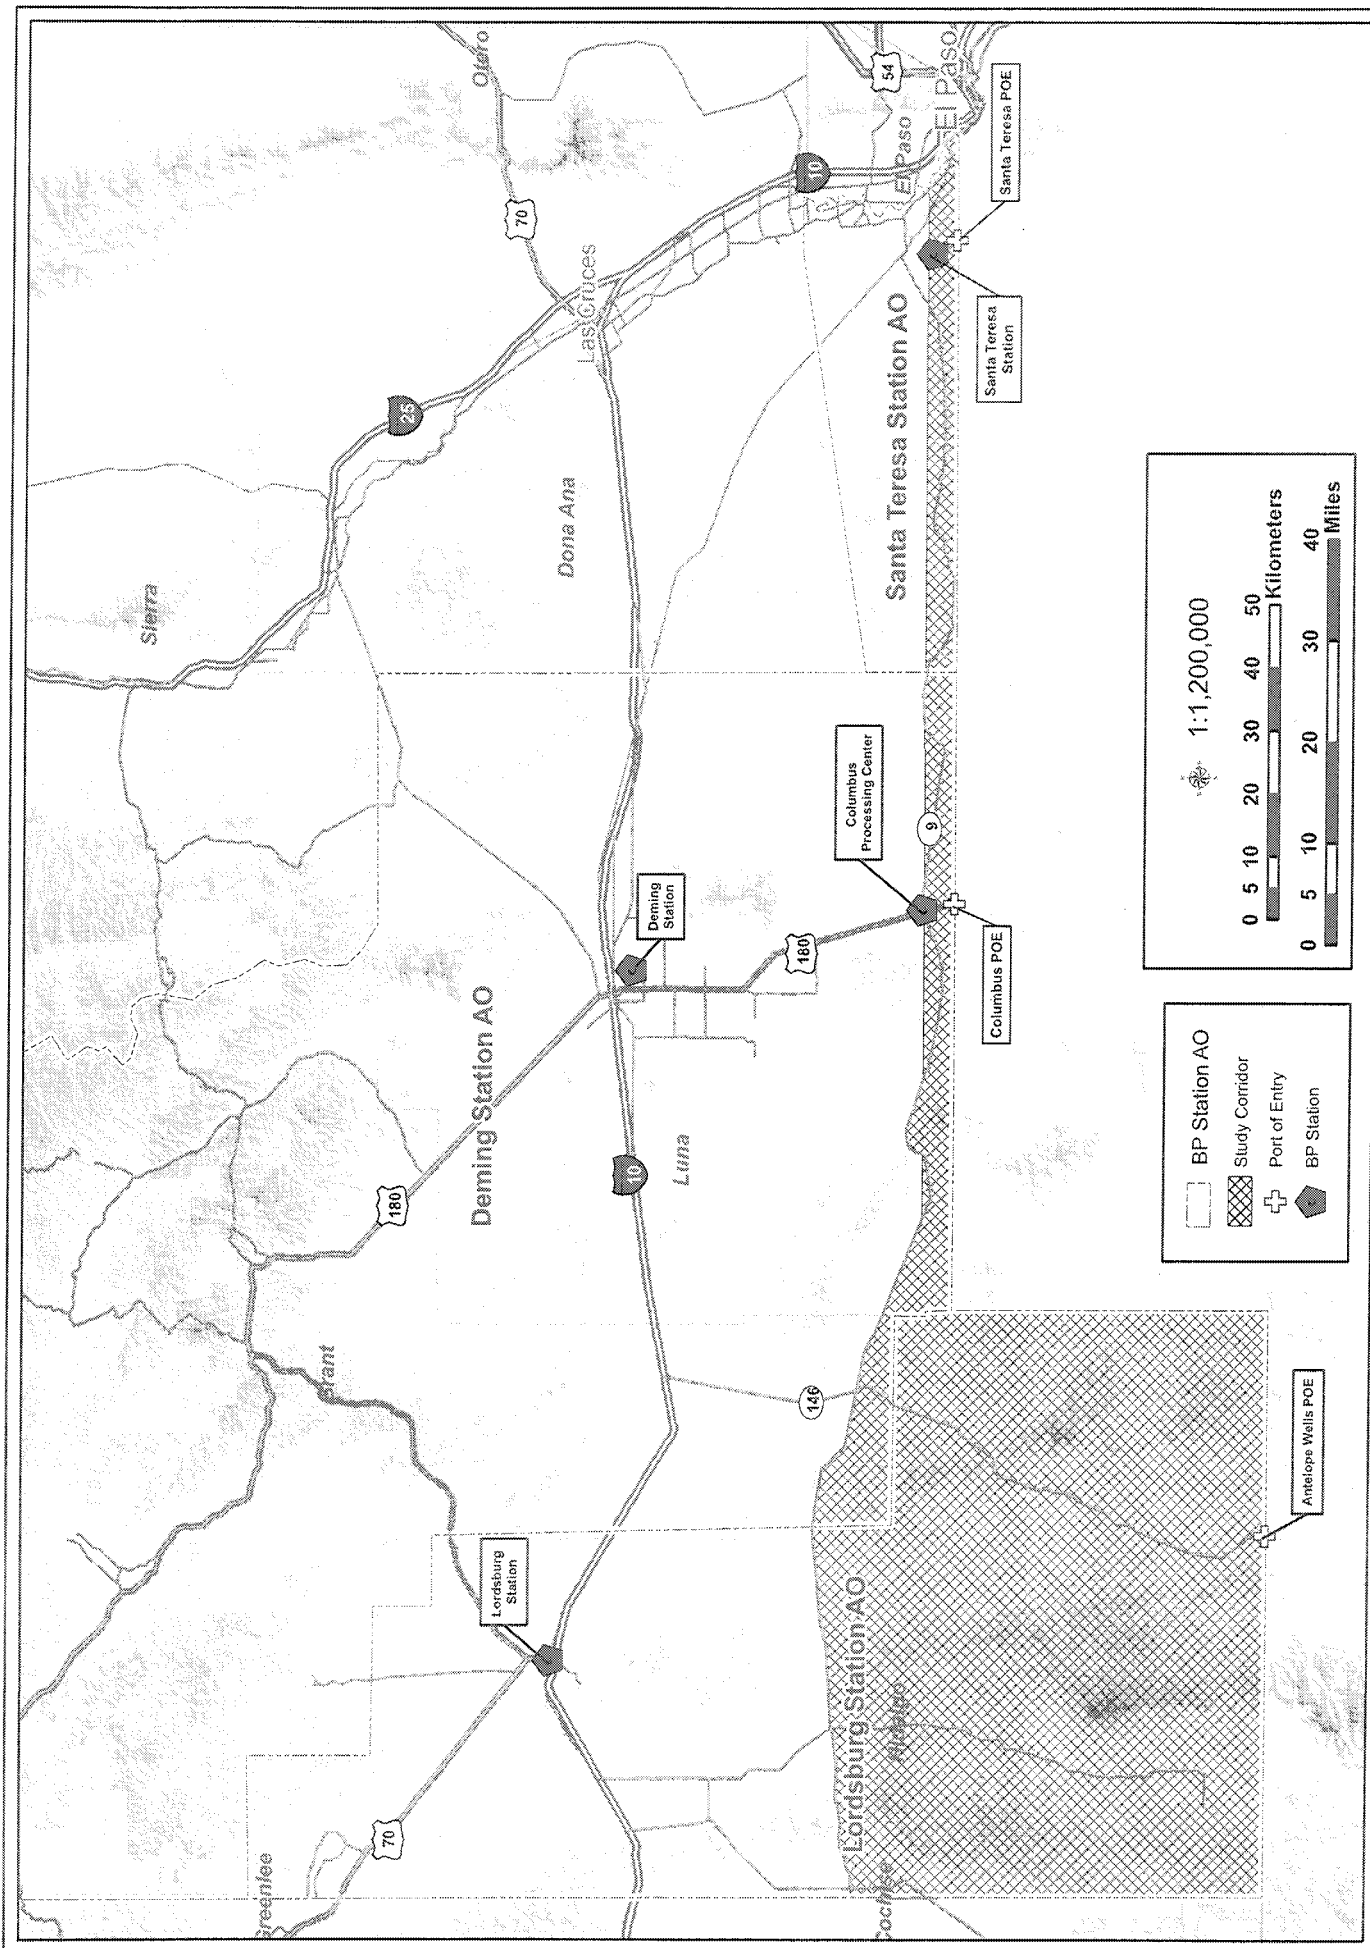 Otero
54
El Paso
El Paso
Santa Teresa POE
10
70
Las Cruces
Santa Teresa
Station
Santa Teresa Station AO
25
Dona Ana
Sierra
Columbus
Processing Center
9
Deming
Station
180
Columbus POE
Deming Station AO
10
Luna
180
146
Antelope Wells POE
Lordsburg
Station
Lordsburg Station AO
70
1:1,200,000
0 5 10 20 30 40 50
Kilometers
0 5 10 20 30 40
Miles
BP Station AO
Study Corridor
Port of Entry
BP Station